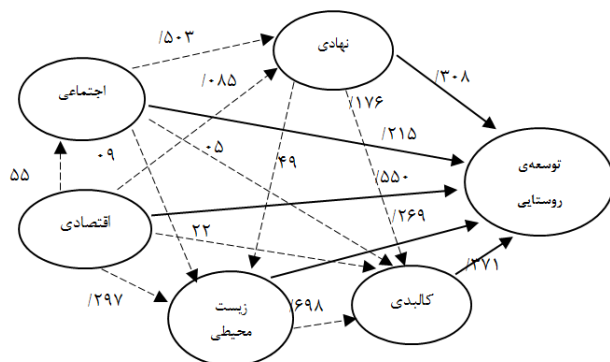 /۵۰۳
نهادی
/۰۸۵
/۳۰۸
اجتماعی
/۱۷۶
/۲۱۵
توسعه‌ی
روستایی
۰۹
۰۵
۴۹
۵۵
/۵۵۰
اقتصادی
۲۲
/۲۶۹
/۲۹۷
زیست
محیطی
/۶۹۸
کالبدی
/۳۷۱